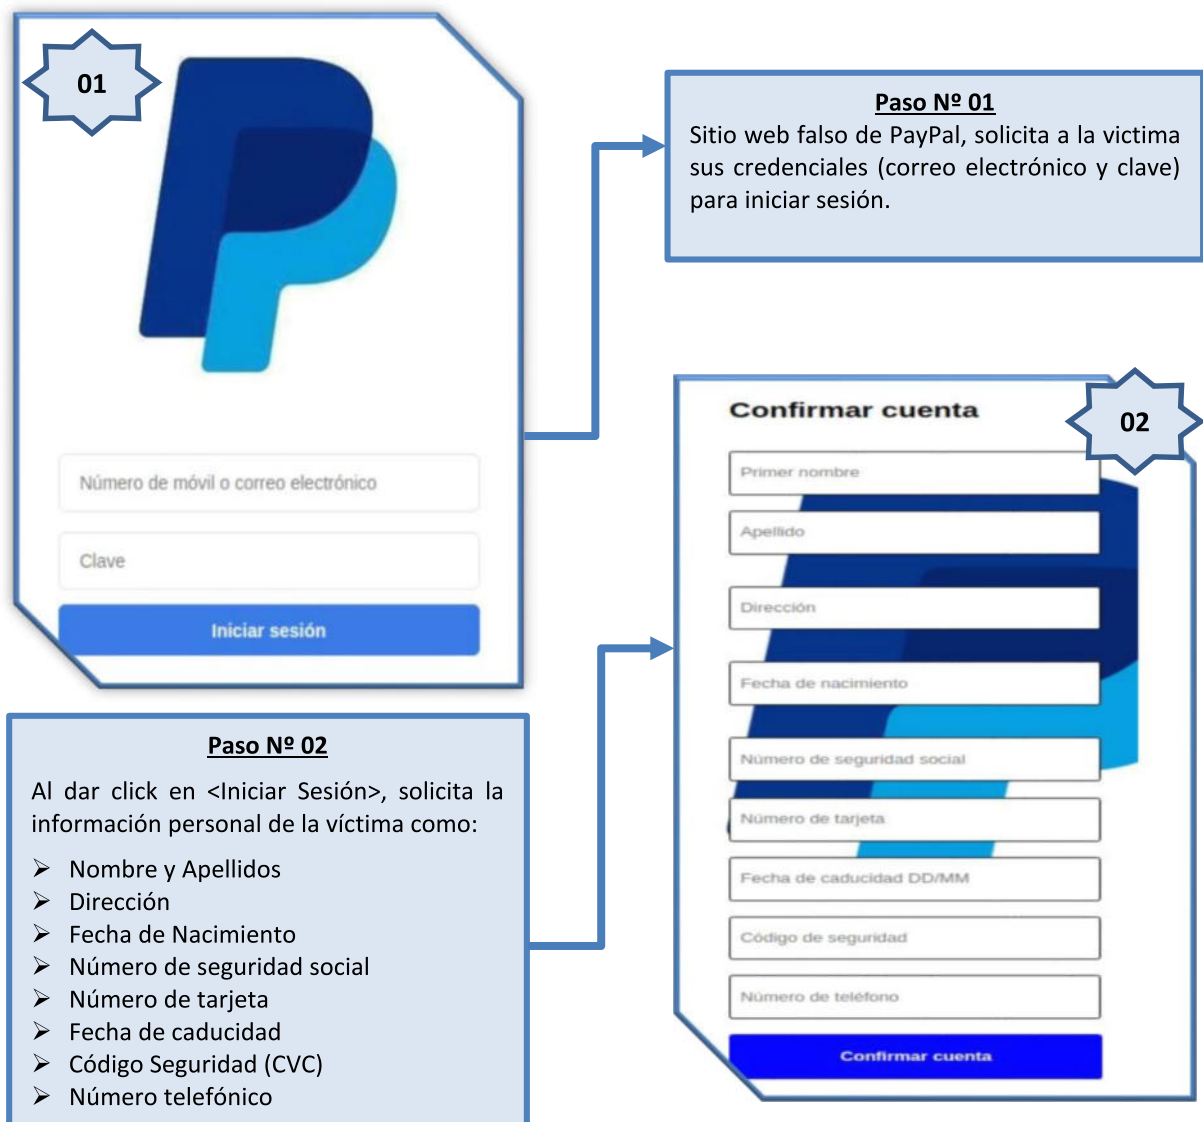 01
Número de móvil o correo electrónico
Clave
Iniciar sesión
Paso Nº 01
Sitio web falso de PayPal, solicita a la victima
sus credenciales (correo electrónico y clave)
para iniciar sesión.
Paso Nº 02
Al dar click en <Iniciar Sesión>, solicita la
información personal de la víctima como:
➢ Nombre y Apellidos
➢ Dirección
➢ Fecha de Nacimiento
➢ Número de seguridad social
➢ Número de tarjeta
➢ Fecha de caducidad
➢ Código Seguridad (CVC)
➢ Número telefónico
02
Confirmar cuenta
Primer nombre
Apellido
Dirección
Fecha de nacimiento
Número de seguridad social
Número de tarjeta
Fecha de caducidad DD/MM
Código de seguridad
Número de teléfono
Confirmar cuenta